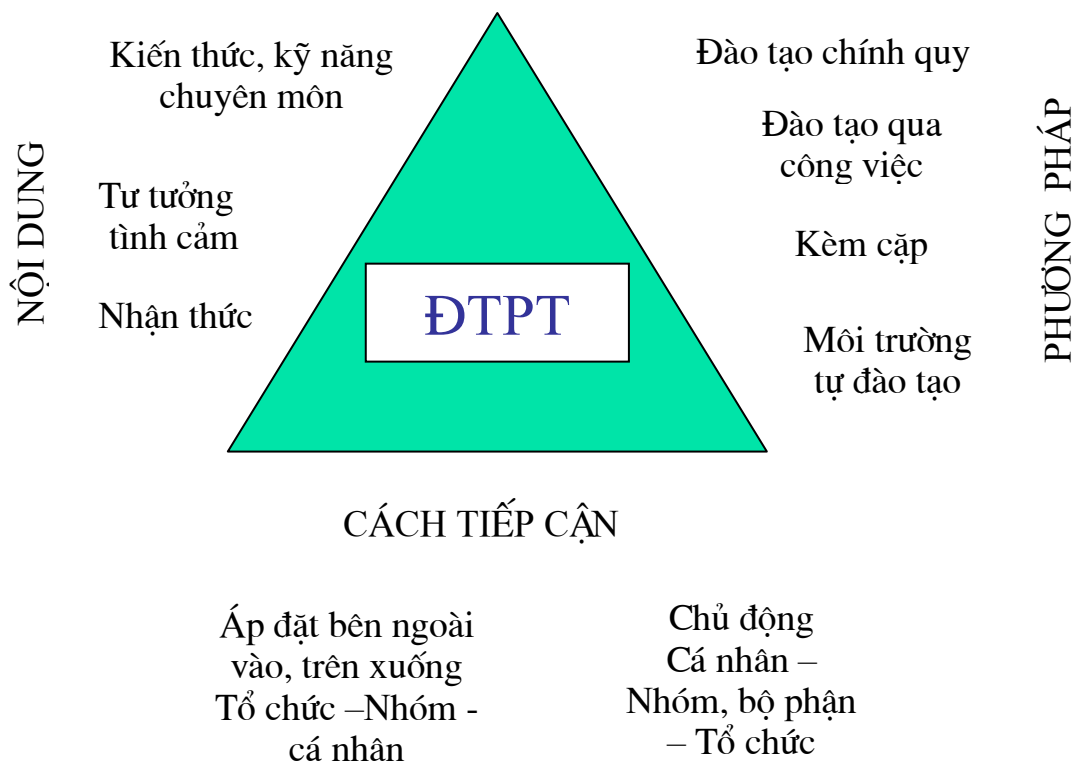 NỘI DUNG
Kiến thức, kỹ năng
chuyên môn
Tư tưởng
tình cảm
Nhận thức
ĐTPT
Đào tạo chính quy
Đào tạo qua
công việc
Kèm cặp
Môi trường
tự đào tạo
PHƯƠNG PHÁP
CÁCH TIẾP CẬN
Áp đặt bên ngoài
vào, trên xuống
Tổ chức –Nhóm -
cá nhân
Chủ động
Cá nhân –
Nhóm, bộ phận
– Tổ chức